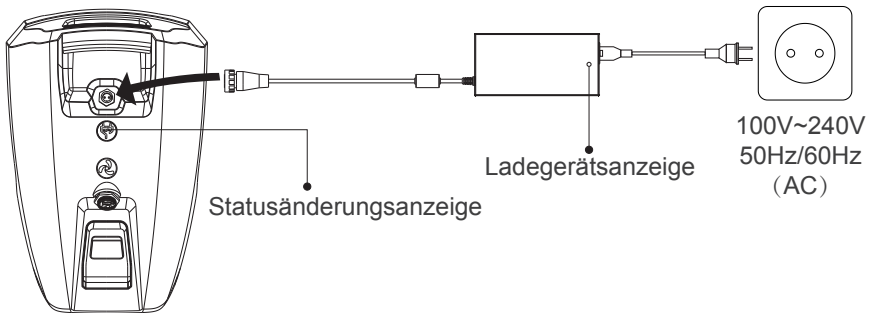 100V~240V
50Hz/60Hz
（AC）
Ladegerätsanzeige
Statusänderungsanzeige